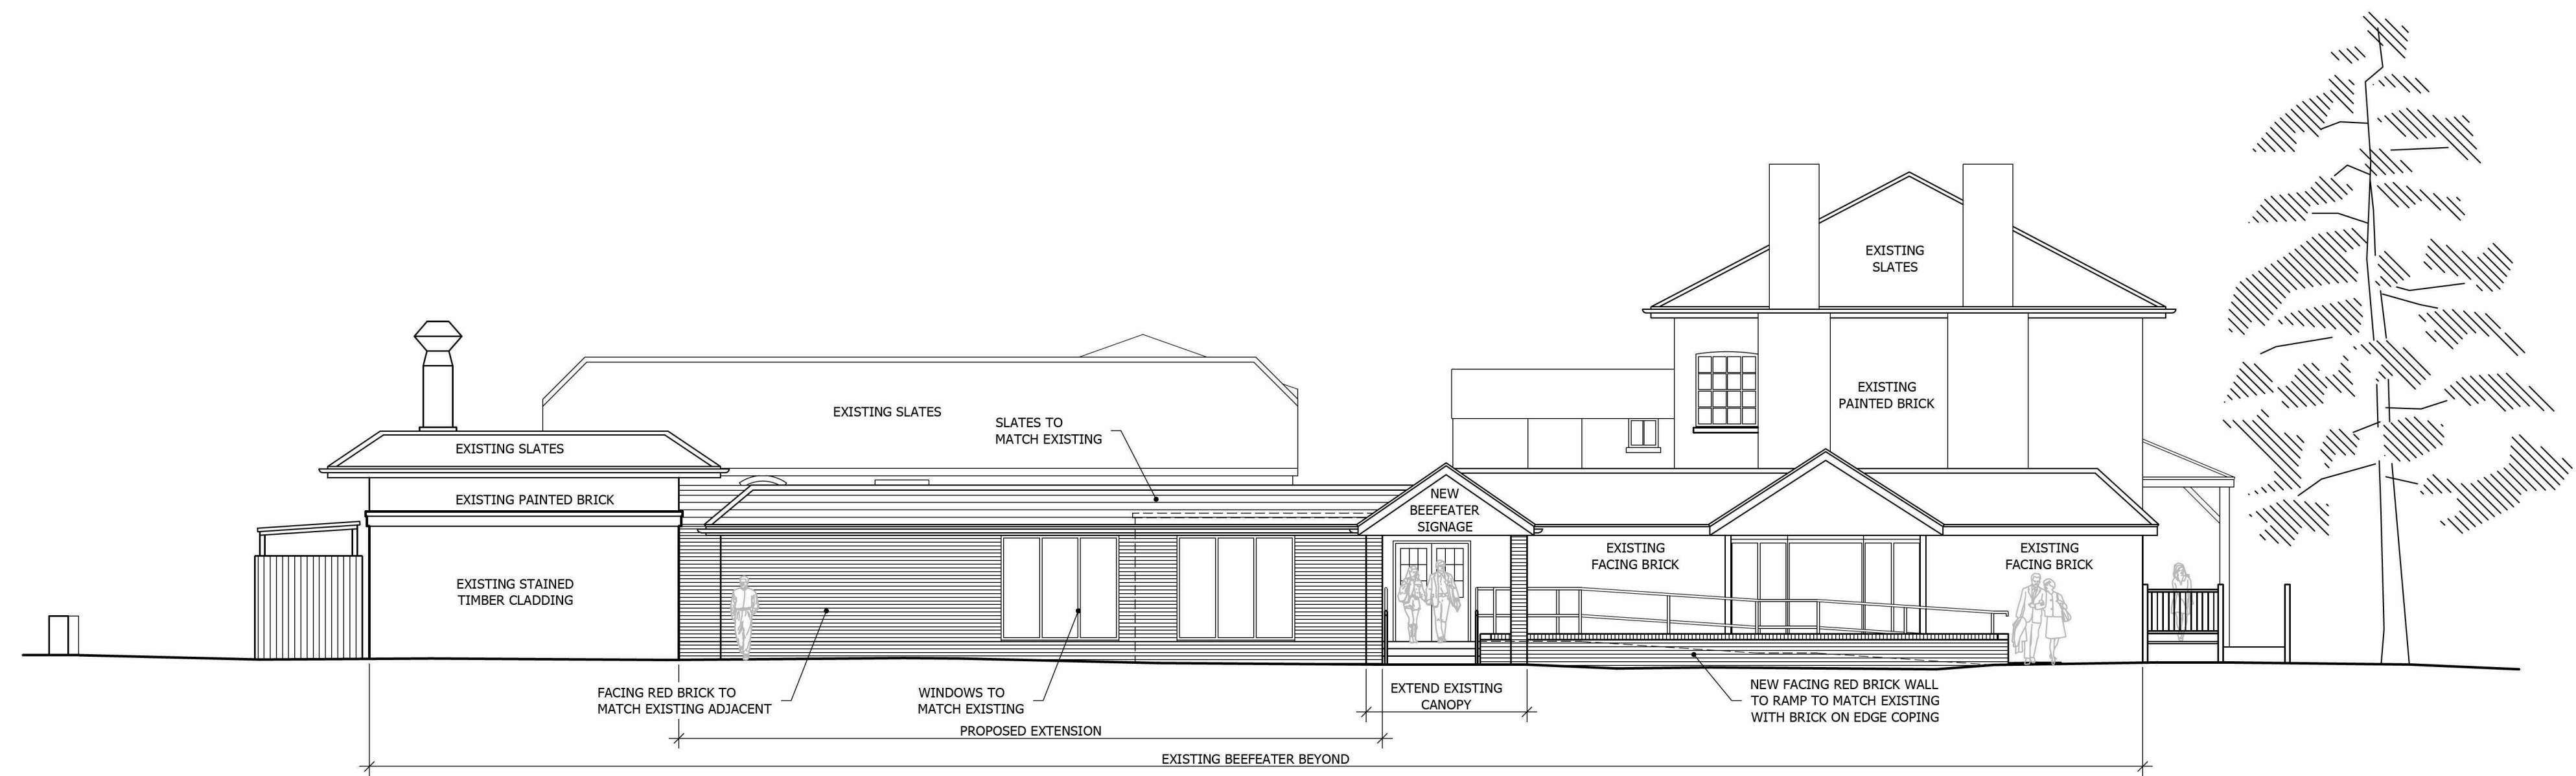 EXISTING
SLATES
EXISTING
PAINTED BRICK
EXISTING SLATES
SLATES TO
MATCH EXISTING
EXISTING SLATES
EXISTING PAINTED BRICK
NEW
BEEFEATER
SIGNAGE
EXISTING
FACING BRICK
EXISTING
FACING BRICK
EXISTING STAINED
TIMBER CLADDING
FACING RED BRICK TO
MATCH EXISTING ADJACENT
WINDOWS TO
MATCH EXISTING
EXTEND EXISTING
CANOPY
NEW FACING RED BRICK WALL
TO RAMP TO MATCH EXISTING
WITH BRICK ON EDGE COPING
PROPOSED EXTENSION
EXISTING BEEFEATER BEYOND